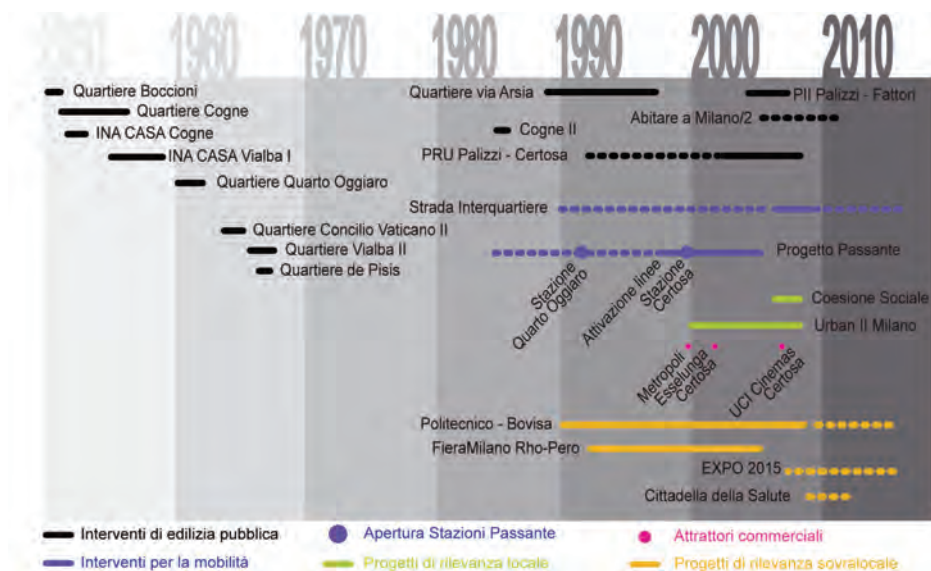 1950 1960 1970 1980 1990 2000 2010
Quartiere Boccioni
Quartiere via Arsia
PII Palizzi - Fattori
Quartiere Cogne
Abitare a Milano/2
INA CASA Cogne
Cogne II
INA CASA Vialba I
PRU Palizzi - Certosa
Quartiere Quarto Oggiaro
Strada Interquartiere
Quartiere Concilio Vaticano II
Quartiere Vialba II
Progetto Passante
Quartiere de Pisis
Stazione
Quarto Oggiaro
Attivazione linee
Stazione
Certosa
Coesione Sociale
Urban II Milano
Metropoli
Esselunga
Certosa
UCI Cinemas
Certosa
Politecnico - Bovisa
FieraMilano Rho-Pero
EXPO 2015
Cittadella della Salute
Interventi di edilizia pubblica
Apertura Stazioni Passante
Attrattori commerciali
Interventi per la mobilità
Progetti di rilevanza locale
Progetti di rilevanza sovralocale